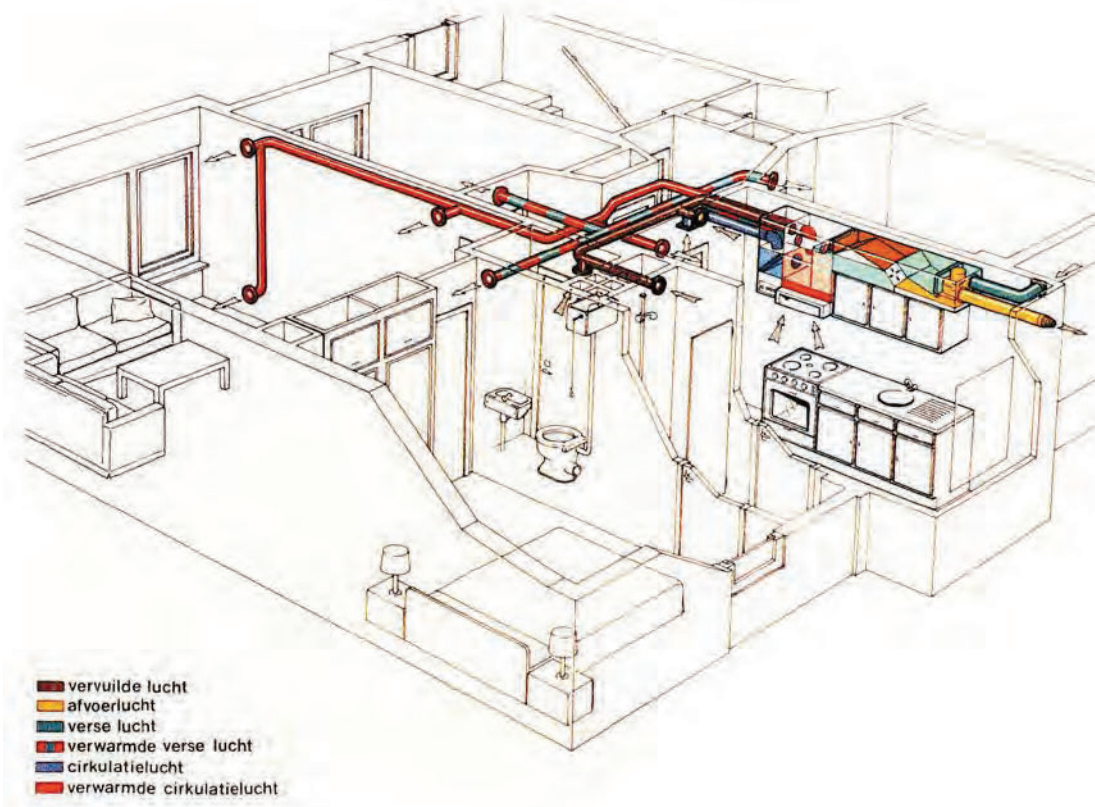 vervuilde lucht
afvoerlucht
verse lucht
verwarmde verse lucht
cirkulatielucht
verwarmde cirkulatielucht